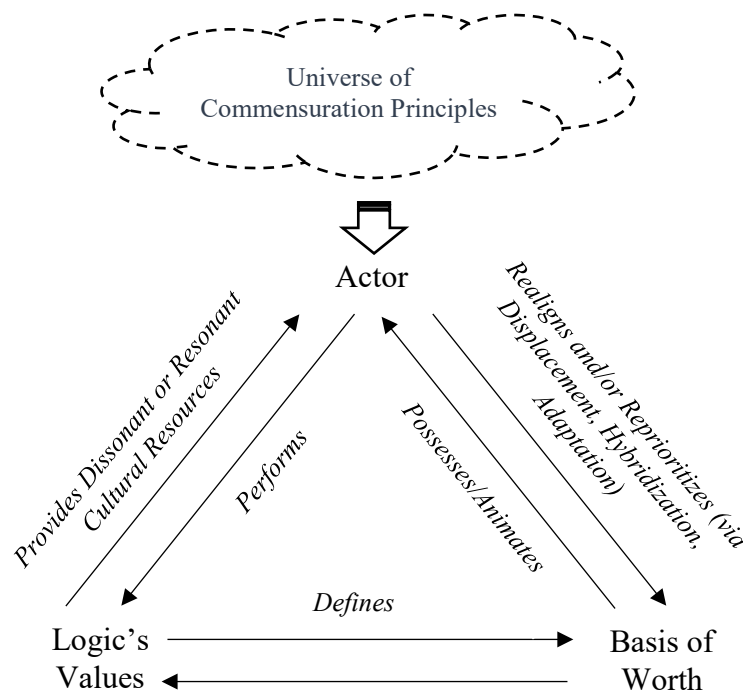 Universe of
Commensuration Principles
Actor
Provides Dissonant or Resonant
Cultural Resources
Performs
Possesses/Animates
Realigns and/or Reprioritizes (via
Displacement, Hybridization,
Adaptation)
Defines
Logic’s
Values
Basis of
Worth